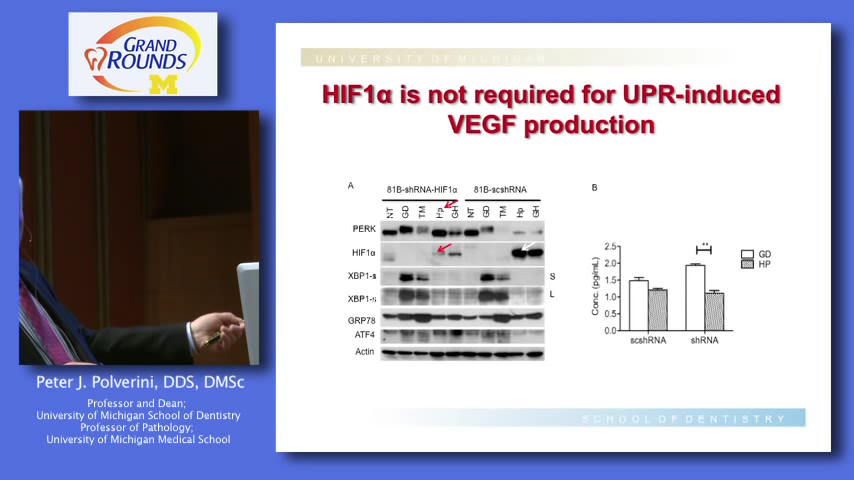 GRAND
ROUNDS
M
Peter J. Polverini, DDS, DMSc
Professor and Dean;
University of Michigan School of Dentistry
Professor of Pathology;
University of Michigan Medical School
UNIVERSITY OF MICHIGAN
HIF1α is not required for UPR-induced
VEGF production
A
81B-shRNA-HIF1α 81B-scshRNA
NT GD TM Hp GH NT GD TM Hp GH
PERK
HIF1α
XBP1-s S
XBP1-s L
GRP78
ATF4
Actin
B
Conc. (pg/mL)
2.5
2.0
1.5
1.0
0.5
0.0
**
GD
HP
scshRNA shRNA
SCHOOL OF DENTISTRY